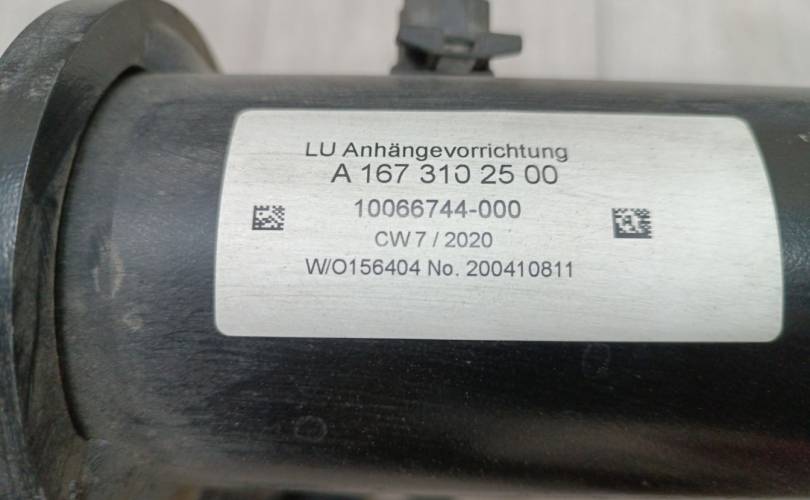 LU Anhängevorrichtung
A 167 310 25 00
10066744-000
CW 7 / 2020
W/O156404 No. 200410811